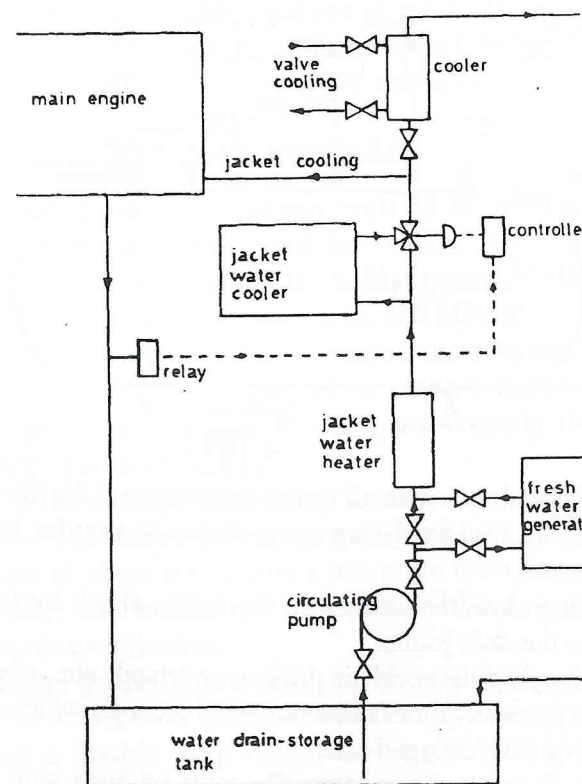 valve
cooling
cooler
main engine
jacket cooling
controlle
jacket
water
cooler
relay
jacket
water
heater
fresh
water
generat
circulating
pump
water drain-storage
tank